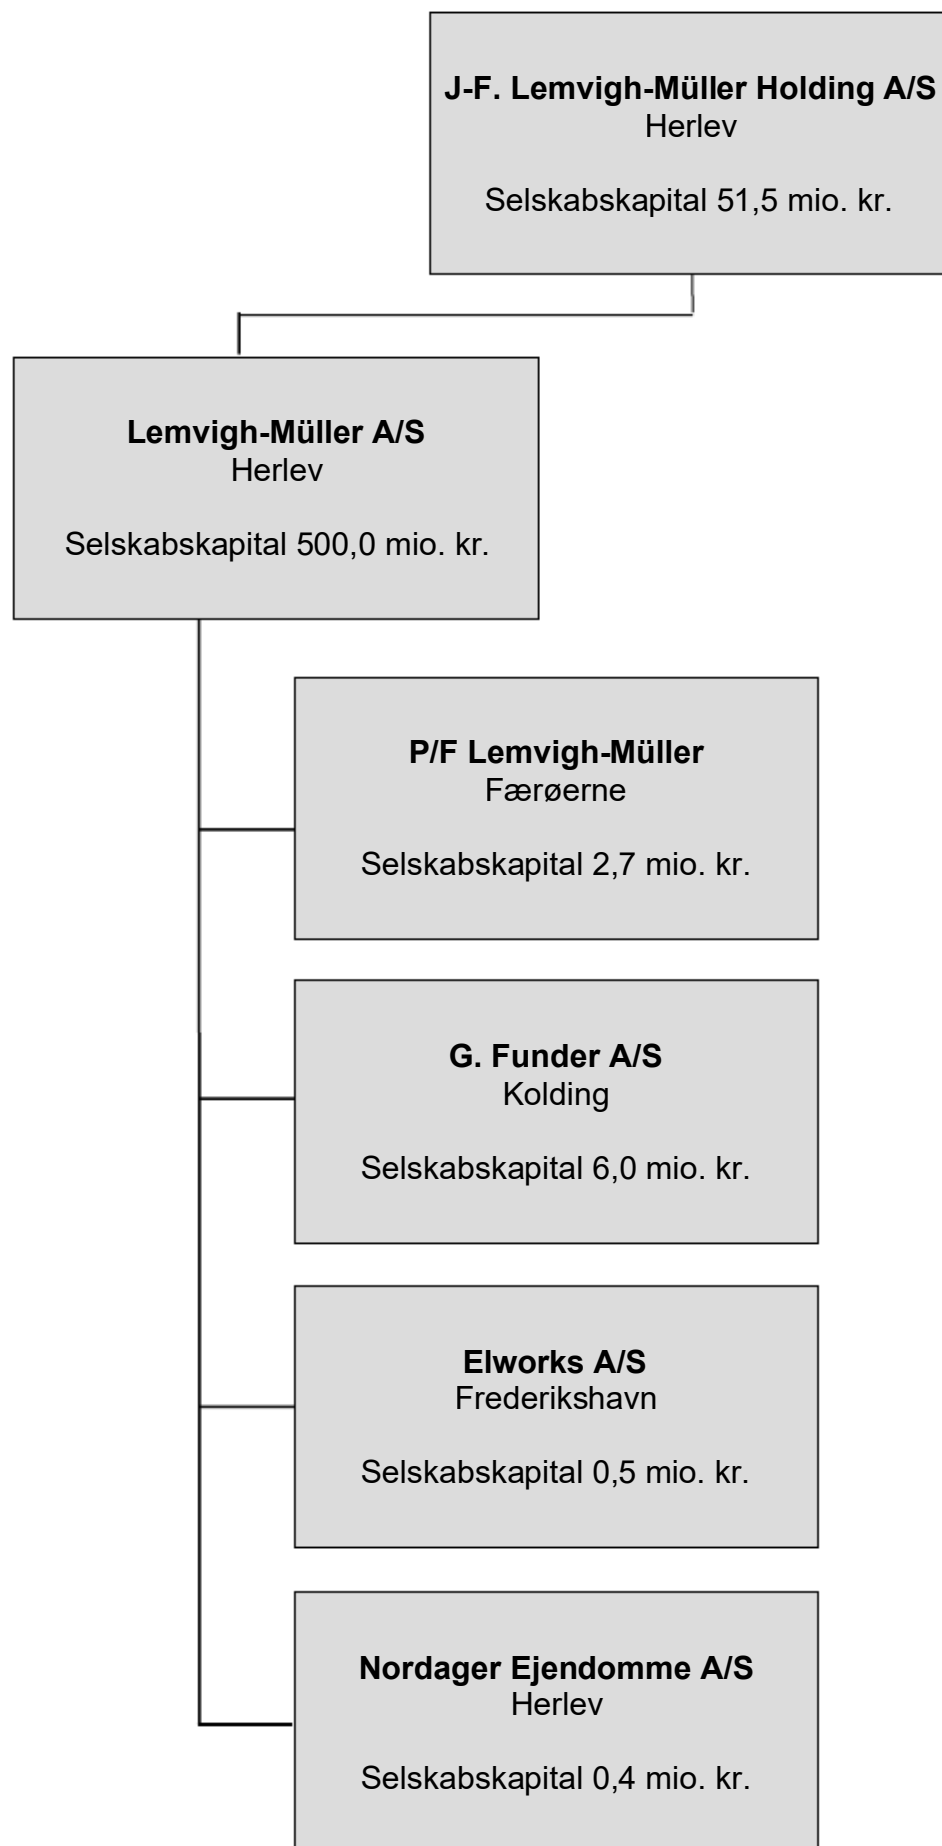 J-F. Lemvigh-Müller Holding A/S
Herlev
Selskabskapital 51,5 mio. kr.
Lemvigh-Müller A/S
Herlev
Selskabskapital 500,0 mio. kr.
P/F Lemvigh-Müller
Færøerne
Selskabskapital 2,7 mio. kr.
G. Funder A/S
Kolding
Selskabskapital 6,0 mio. kr.
Elworks A/S
Frederikshavn
Selskabskapital 0,5 mio. kr.
Nordager Ejendomme A/S
Herlev
Selskabskapital 0,4 mio. kr.